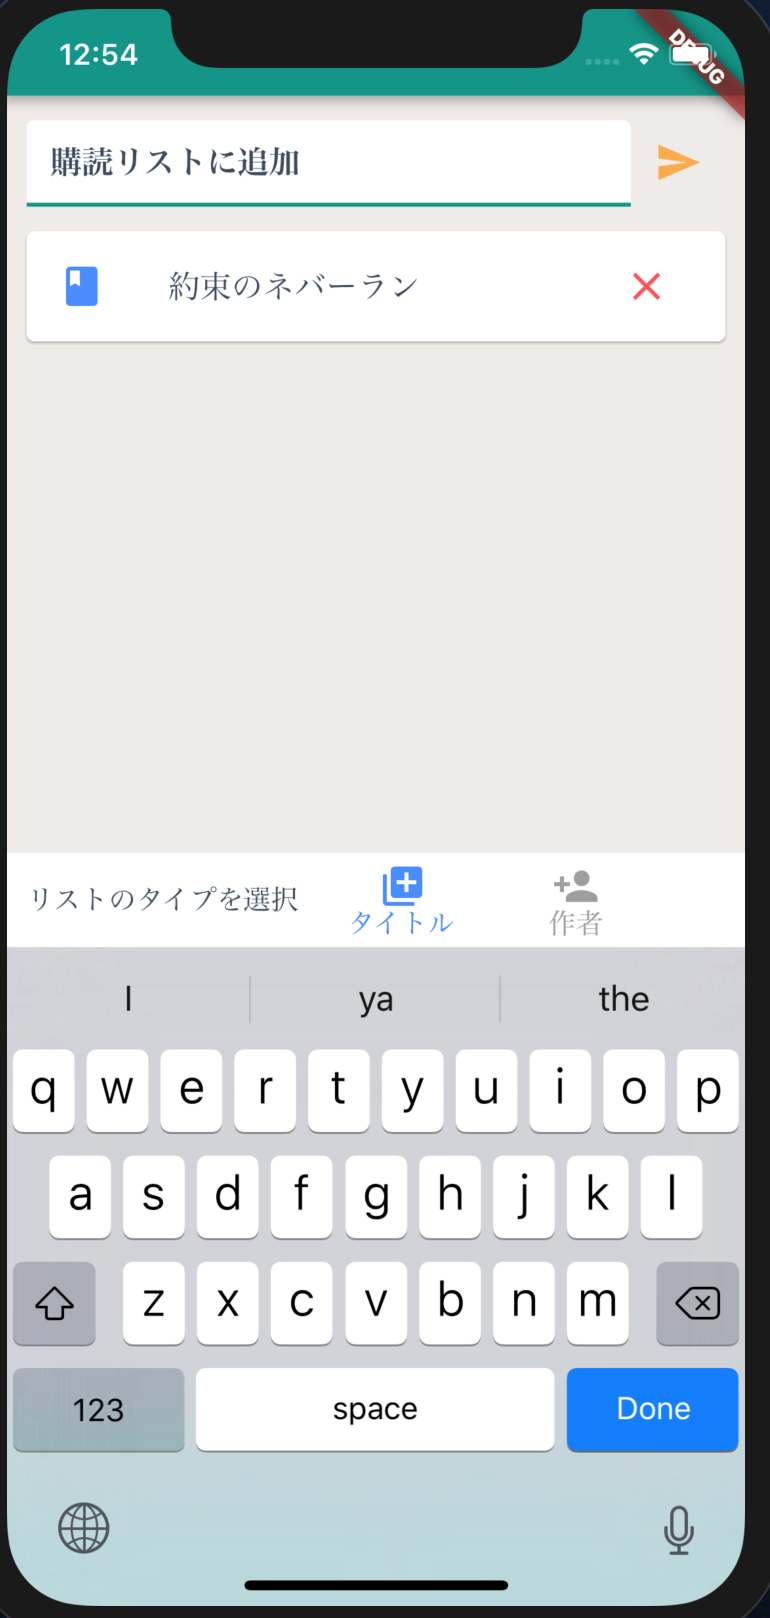 12:54
DEBUG
購読リストに追加
約束のネバーラン
リストのタイプを選択
タイトル
作者
I ya the
q w e r t y u i o p
a s d f g h j k l
z x c v b n m
123 space Done